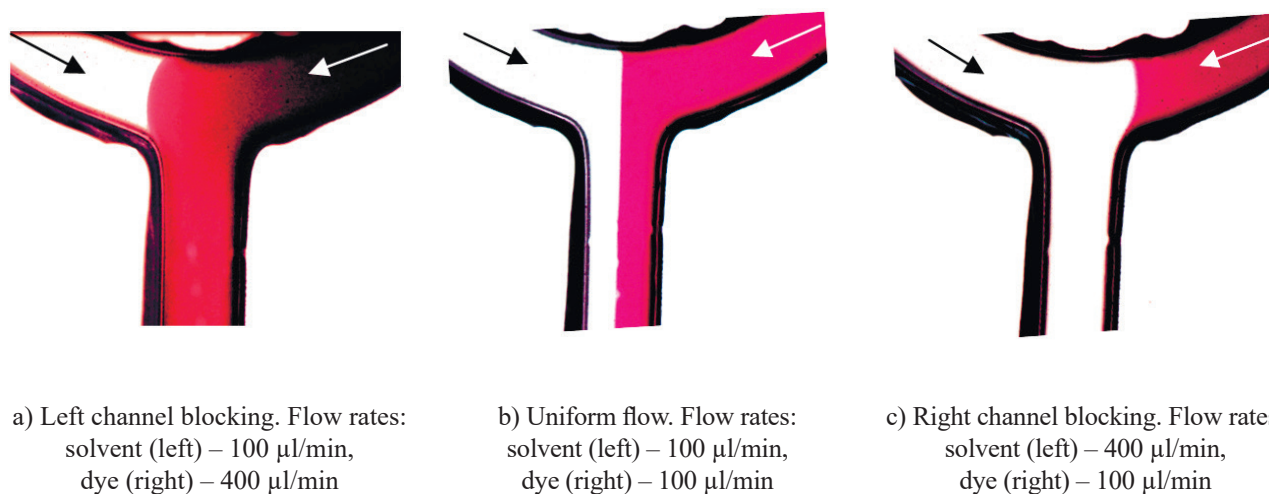 a) Left channel blocking. Flow rates:
solvent (left) – 100 µl/min,
dye (right) – 400 µl/min
b) Uniform flow. Flow rates:
solvent (left) – 100 µl/min,
dye (right) – 100 µl/min
c) Right channel blocking. Flow rate
solvent (left) – 400 µl/min,
dye (right) – 100 µl/min